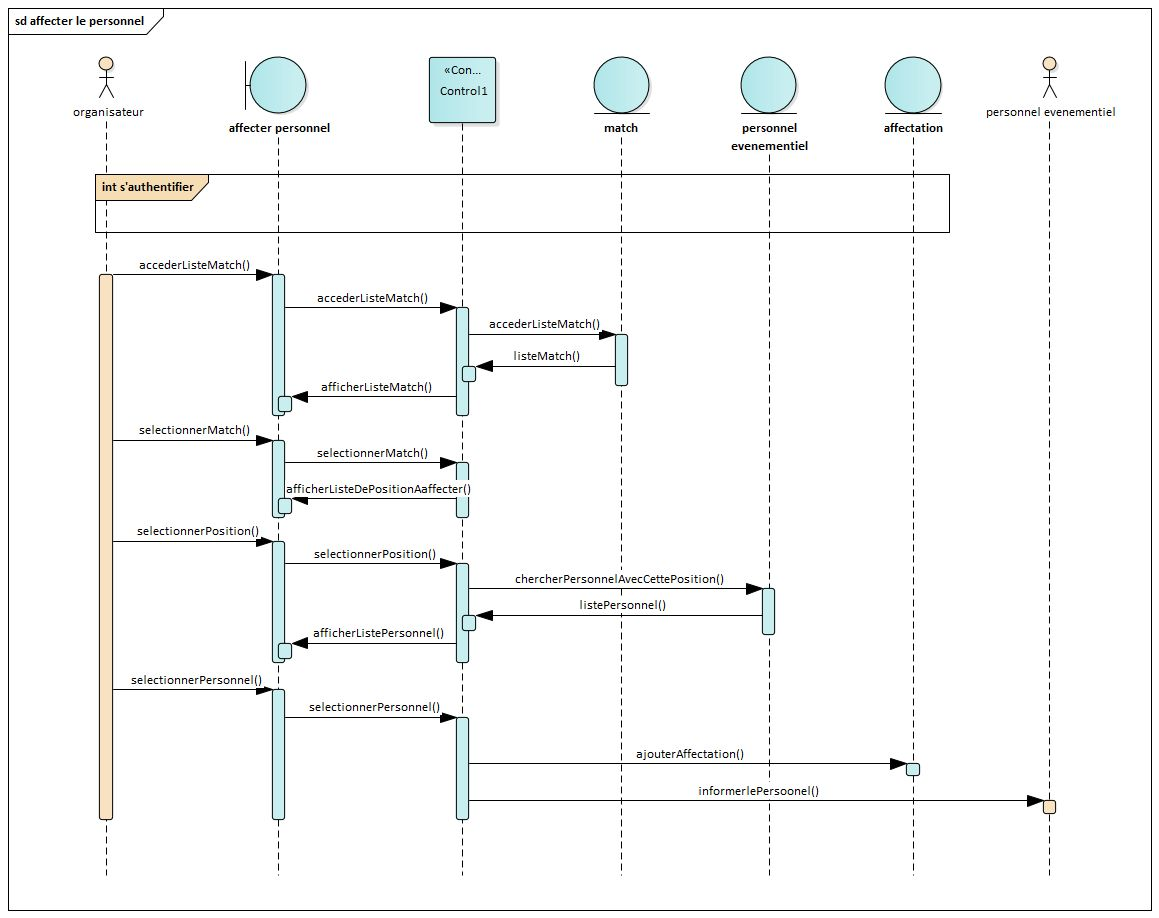 sd affecter le personnel
organisateur
affecter personnel
«Con...
Control1
match
personnel
evenementiel
affectation
personnel evenementiel
int s'authentifier
accederListeMatch()
accederListeMatch()
accederListeMatch()
listeMatch()
afficherListeMatch()
selectionnerMatch()
selectionnerMatch()
afficherListeDePositionAaffecter()
selectionnerPosition()
selectionnerPosition()
chercherPersonnelAvecCettePosition()
listePersonnel()
afficherListePersonnel()
selectionnerPersonnel()
selectionnerPersonnel()
ajouterAffectation()
informerlePersoonel()